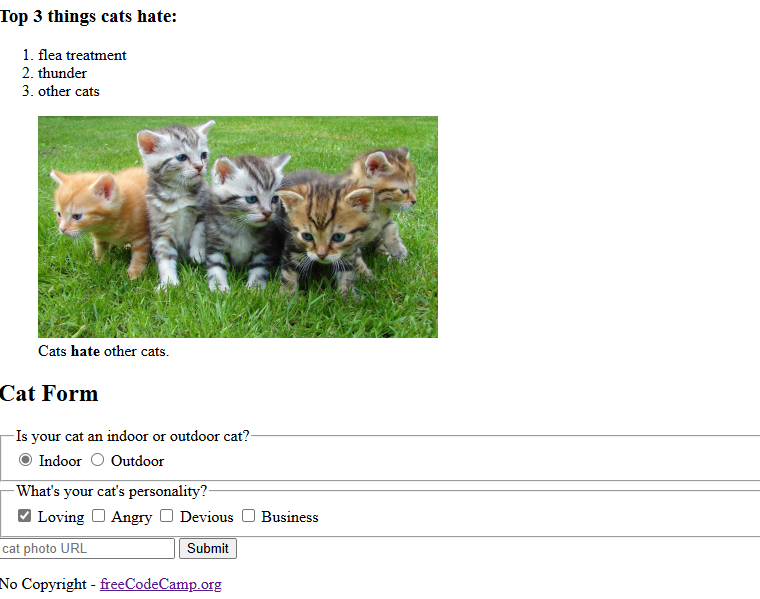 Top 3 things cats hate:
1. flea treatment
2. thunder
3. other cats
Cats hate other cats.
Cat Form
Is your cat an indoor or outdoor cat?
Indoor Outdoor
What's your cat's personality?
Loving Angry Devious Business
cat photo URL Submit
No Copyright - freeCodeCamp.org